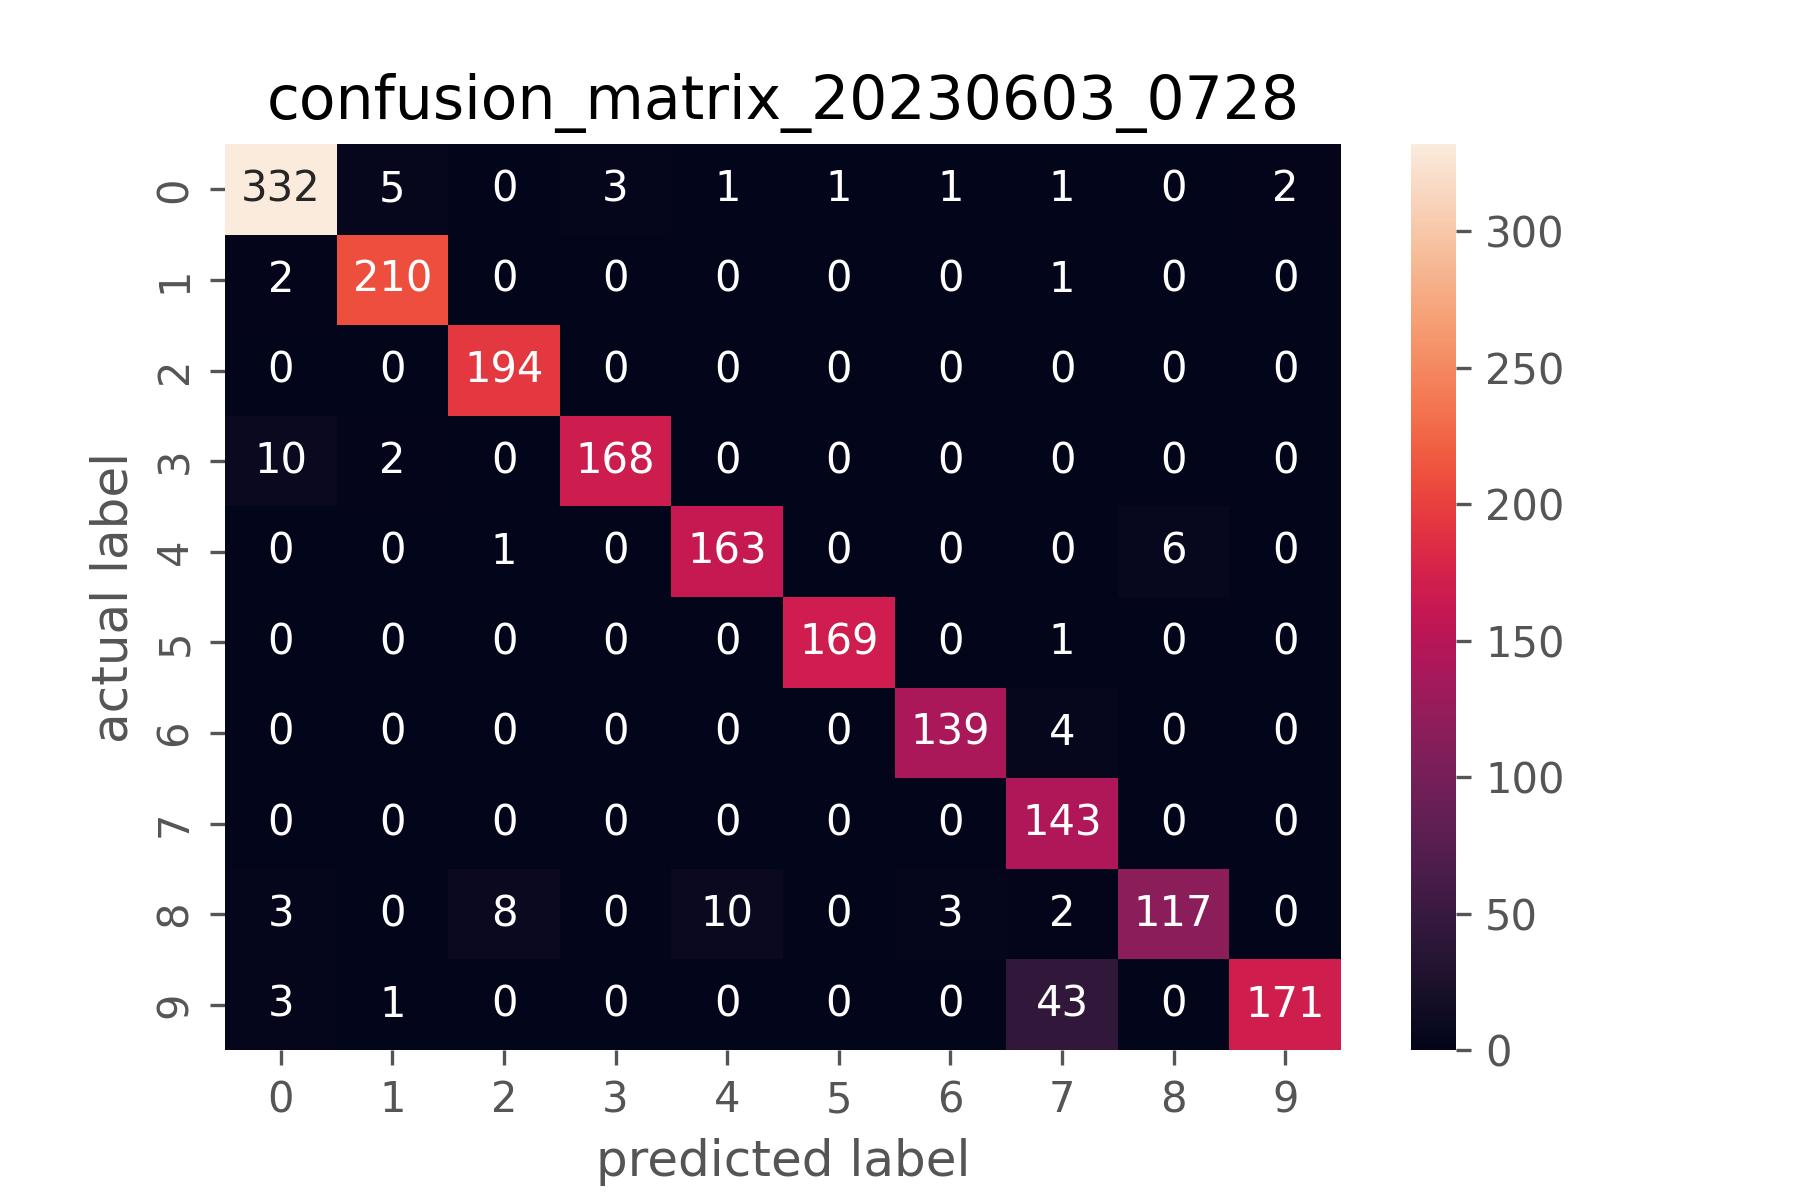 confusion_matrix_20230603_0728
actual label
0 332 5 0 3 1 1 1 1 0 2
1 2 210 0 0 0 0 0 1 0 0
2 0 0 194 0 0 0 0 0 0 0
3 10 2 0 168 0 0 0 0 0 0
4 0 0 1 0 163 0 0 0 6 0
5 0 0 0 0 0 169 0 1 0 0
6 0 0 0 0 0 0 139 4 0 0
7 0 0 0 0 0 0 0 143 0 0
8 3 0 8 0 10 0 3 2 117 0
9 3 1 0 0 0 0 0 43 0 171
0 1 2 3 4 5 6 7 8 9
predicted label
300
250
200
150
100
50
0